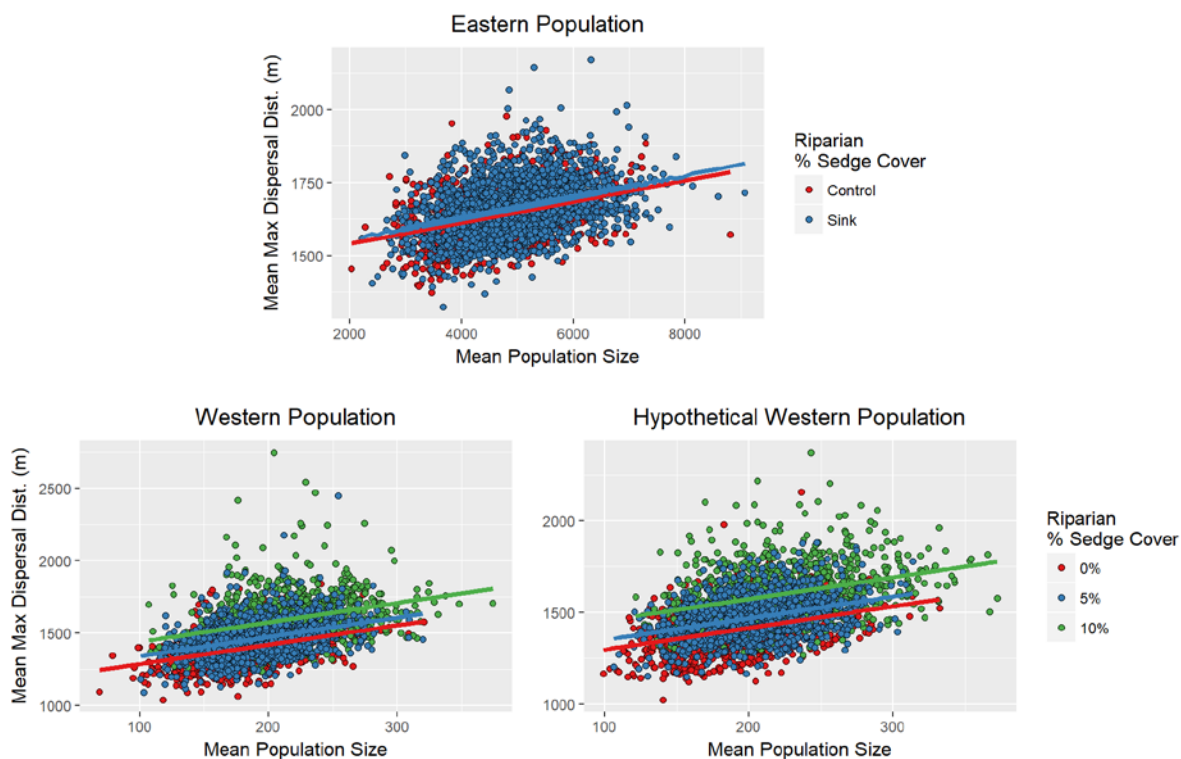 Eastern Population
Mean Max Dispersal Dist. (m)
2000
1750
1500
2000
4000
6000
8000
Mean Population Size
Riparian
% Sedge Cover
Control
Sink
Western Population
Mean Max Dispersal Dist. (m)
2500
2000
1500
1000
100
200
300
Mean Population Size
Hypothetical Western Population
2000
1500
1000
100
200
300
Mean Population Size
Riparian
% Sedge Cover
0%
5%
10%